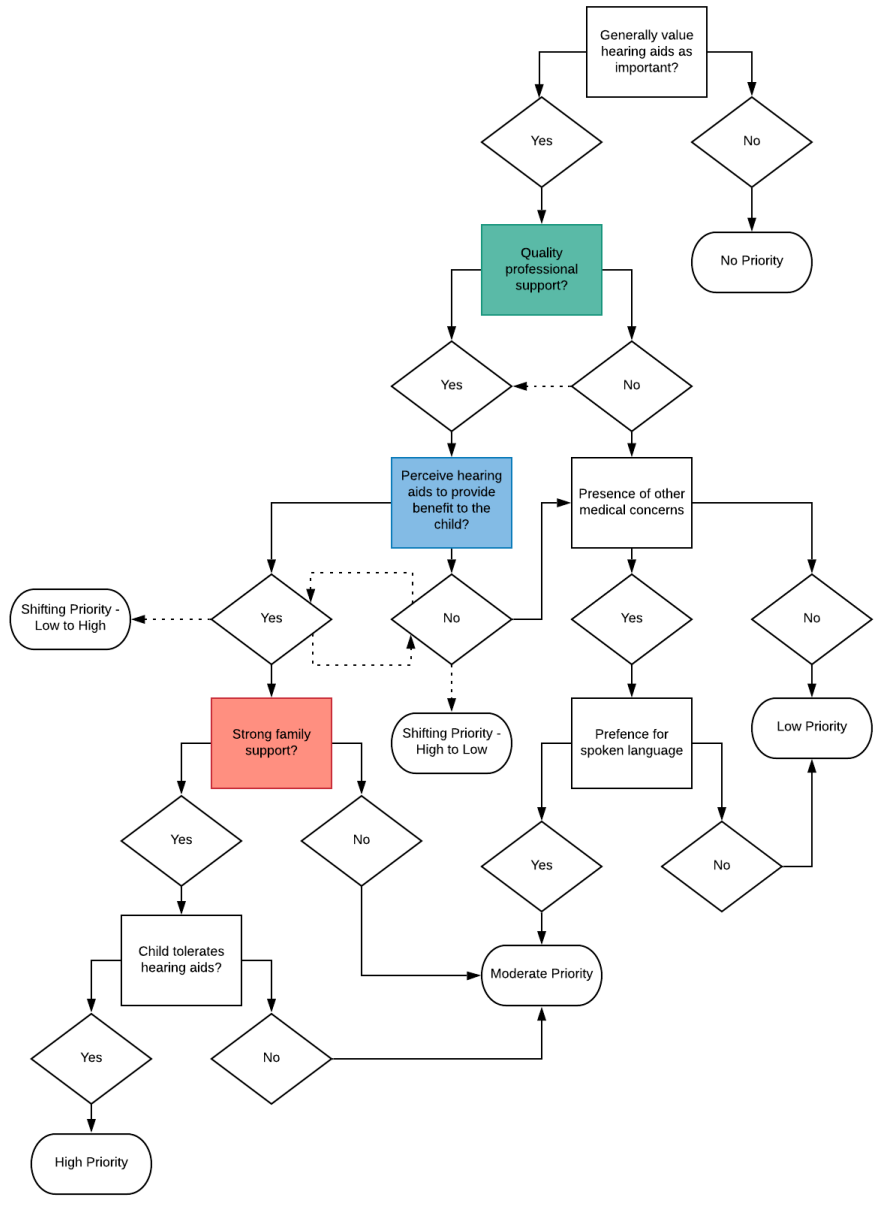 Generally value
hearing aids as
important?
Yes
No
No Priority
Quality
professional
support?
Yes
No
Perceive hearing
aids to provide
benefit to the
child?
Presence of other
medical concerns
Shifting Priority -
Low to High
Yes
No
Yes
No
Strong family
support?
Shifting Priority -
High to Low
Prefence for
spoken language
Low Priority
Yes
No
Yes
No
Child tolerates
hearing aids?
Moderate Priority
Yes
No
High Priority